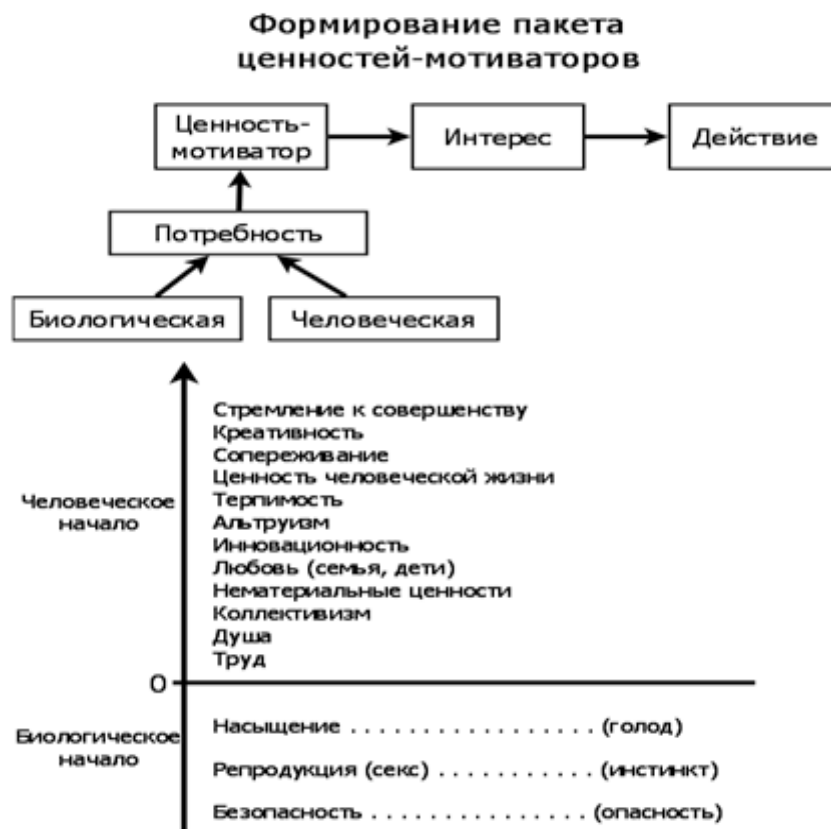 Формирование пакета
ценностей-мотиваторов
Ценность-
мотиватор
Интерес
Действие
Потребность
Биологическая
Человеческая
Человеческое
начало
Стремление к совершенству
Креативность
Сопереживание
Ценность человеческой жизни
Терпимость
Альтруизм
Инновационность
Любовь (семья, дети)
Нематериальные ценности
Коллективизм
Душа
Труд
0
Биологическое
начало
Насыщение . . . . . . . . . . . . . . . . . . (голод)
Репродукция (секс) . . . . . . . . . . . (инстинкт)
Безопасность . . . . . . . . . . . . . . . . (опасность)